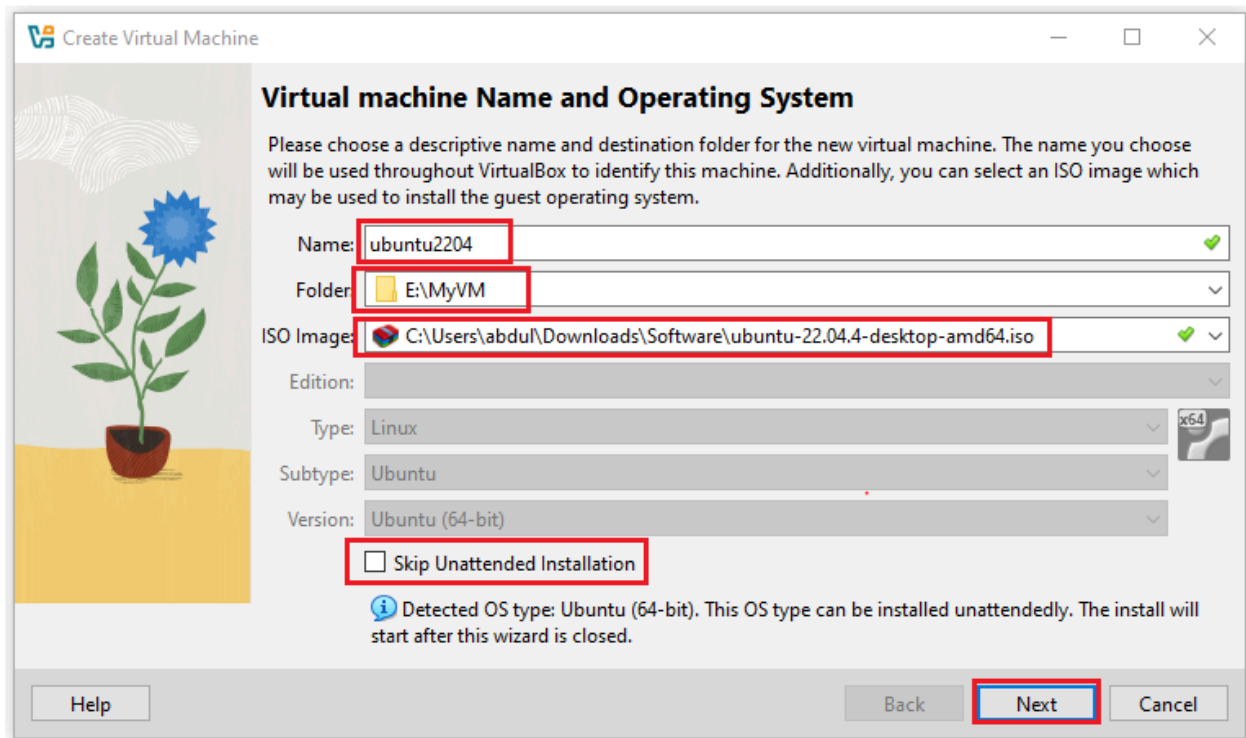 Create Virtual Machine
Virtual machine Name and Operating System
Please choose a descriptive name and destination folder for the new virtual machine. The name you choose
will be used throughout VirtualBox to identify this machine. Additionally, you can select an ISO image which
may be used to install the guest operating system.
Name: ubuntu2204
Folder: E:\MyVM
ISO Image: C:\Users\abdul\Downloads\Software\ubuntu-22.04.4-desktop-amd64.iso
Edition:
Type: Linux x64
Subtype: Ubuntu
Version: Ubuntu (64-bit)
Skip Unattended Installation
Detected OS type: Ubuntu (64-bit). This OS type can be installed unattendedly. The install will
start after this wizard is closed.
Help Back Next Cancel